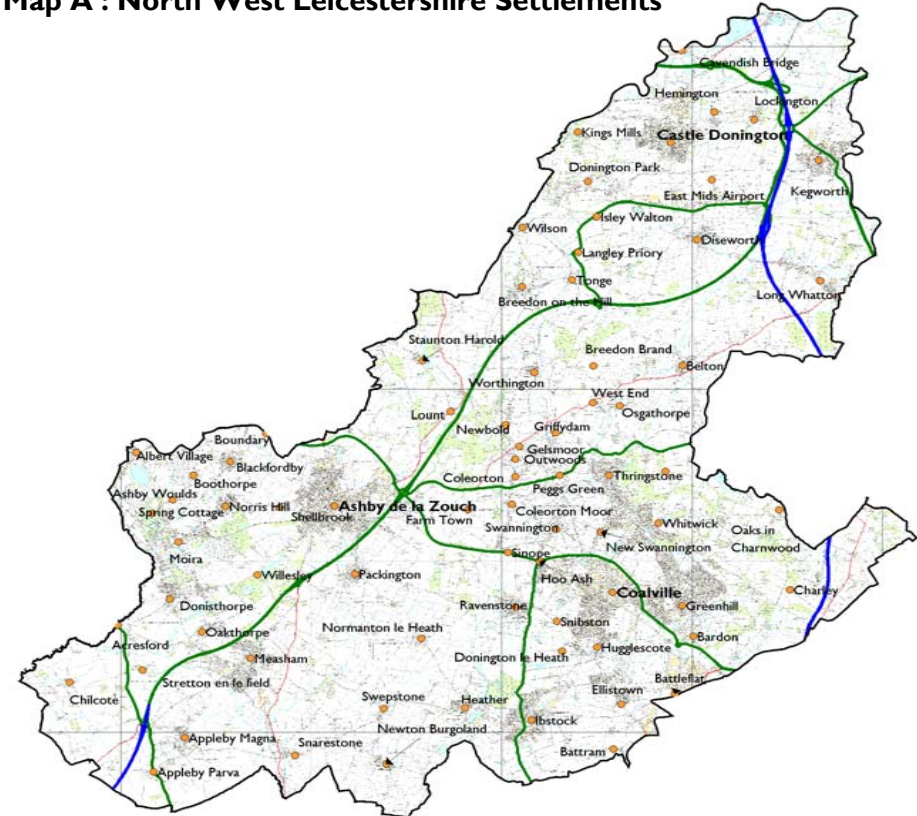 Map A : North West Leicestershire Settlements
Cavendish Bridge
Hemington
Lockington
Kings Mills
Castle Donington
Donington Park
East Mids Airport
Kegworth
Isley Walton
Wilson
Diseworth
Langley Priory
Tonge
Breedon on the Hill
Long Whatton
Staunton Harold
Breedon Brand
Belton
Worthington
West End
Osgathorpe
Lount
Newbold
Griffydam
Boundary
Gelsmoor
Albert Village
Outwoods
Blackfordby
Boothorpe
Coleorton
Peggs Green
Thringstone
Ashby Woulds
Norris Hill
Ashby de la Zouch
Coleorton Moor
Spring Cottage
Shellbrook
Farm Town
Swannington
Whitwick
Oaks in
Charnwood
New Swannington
Sinope
Moira
Willesley
Packington
Hoo Ash
Coalville
Charley
Donisthorpe
Ravenstone
Greenhill
Snibston
Normanton le Heath
Oakthorpe
Bardon
Acresford
Hugglescote
Measham
Donington le Heath
Battleflat
Stretton en le field
Ellistown
Chilcote
Swepstone
Heather
Ibstock
Newton Burgoland
Appleby Magna
Snarestone
Battram
Appleby Parva